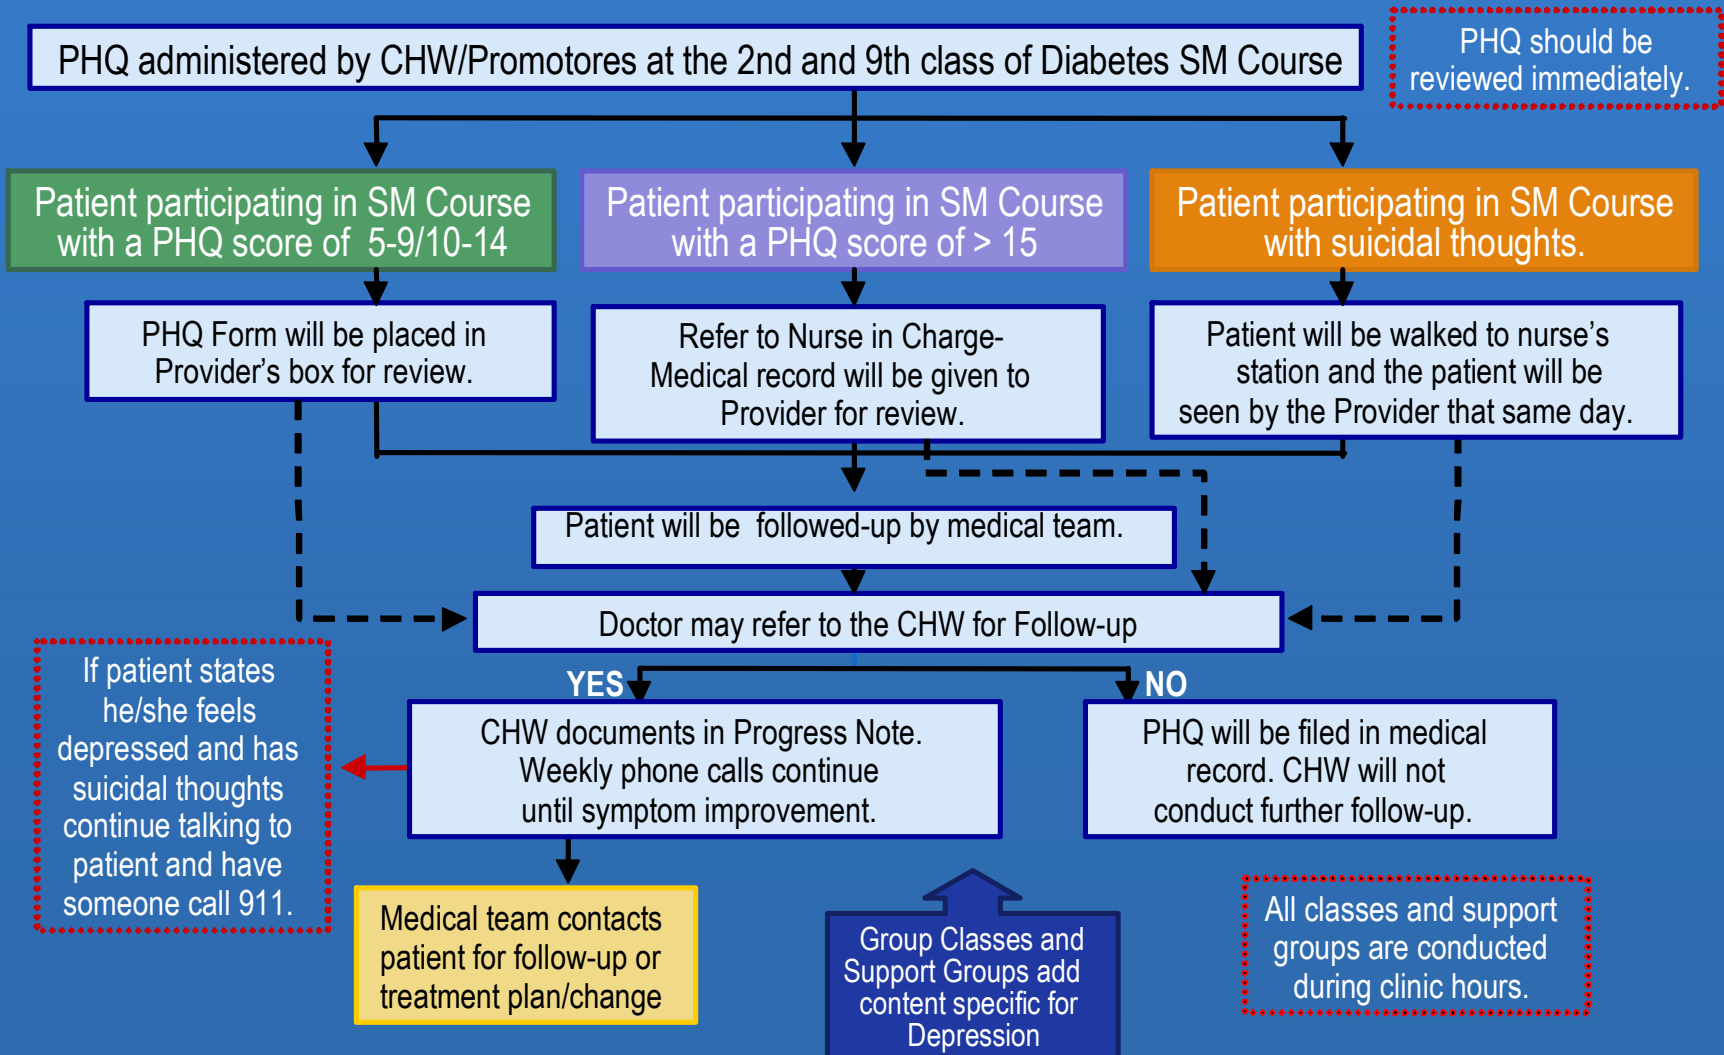 PHQ administered by CHW/Promotores at the 2nd and 9th class of Diabetes SM Course
PHQ should be
reviewed immediately.
Patient participating in SM Course
with a PHQ score of 5-9/10-14
Patient participating in SM Course
with a PHQ score of > 15
Patient participating in SM Course
with suicidal thoughts.
PHQ Form will be placed in
Provider's box for review.
Refer to Nurse in Charge-
Medical record will be given to
Provider for review.
Patient will be walked to nurse's
station and the patient will be
seen by the Provider that same day.
Patient will be followed-up by medical team.
Doctor may refer to the CHW for Follow-up
YES
NO
If patient states
he/she feels
depressed and has
suicidal thoughts
continue talking to
patient and have
someone call 911.
CHW documents in Progress Note.
Weekly phone calls continue
until symptom improvement.
PHQ will be filed in medical
record. CHW will not
conduct further follow-up.
Medical team contacts
patient for follow-up or
treatment plan/change
Group Classes and
Support Groups add
content specific for
Depression
All classes and support
groups are conducted
during clinic hours.